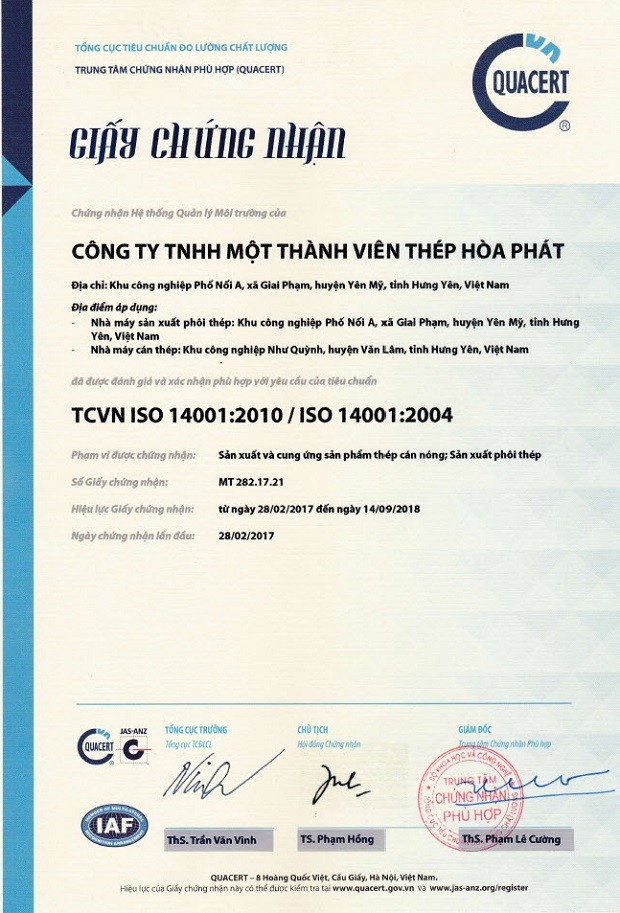 TỔNG CỤC TIÊU CHUẨN ĐO LƯỜNG CHẤT LƯỢNG
TRUNG TÂM CHỨNG NHẬN PHÙ HỢP (QUACERT)
vn
QUACERT
®
GIẤY CHỨNG NHẬN
Chứng nhận Hệ thống Quản lý Môi trường của
CÔNG TY TNHH MỘT THÀNH VIÊN THÉP HÒA PHÁT
Địa chỉ: Khu công nghiệp Phố Nối A, xã Giai Phạm, huyện Yên Mỹ, tỉnh Hưng Yên, Việt Nam
Địa điểm áp dụng:
- Nhà máy sản xuất phôi thép: Khu công nghiệp Phố Nối A, xã Giai Phạm, huyện Yên Mỹ, tỉnh Hưng
Yên, Việt Nam
- Nhà máy cán thép: Khu công nghiệp Như Quỳnh, huyện Văn Lâm, tỉnh Hưng Yên, Việt Nam
đã được đánh giá và xác nhận phù hợp với yêu cầu của tiêu chuẩn
TCVN ISO 14001:2010 / ISO 14001:2004
Phạm vi được chứng nhận: Sản xuất và cung ứng sản phẩm thép cán nóng; Sản xuất phôi thép
Số Giấy chứng nhận: MT 282.17.21
Hiệu lực Giấy chứng nhận: từ ngày 28/02/2017 đến ngày 14/09/2018
Ngày chứng nhận lần đầu: 28/02/2017
QUACERT
JAS-ANZ
TỔNG CỤC TRƯỞNG
Tổng cục TCĐLCL
CHỦ TỊCH
Hội đồng Chứng nhận
GIÁM ĐỐC
Trung tâm Chứng nhận Phù hợp
BỘ KHOA HỌC VÀ CÔNG NGHỆ
TRUNG TÂM
CHỨNG NHẬN
PHÙ HỢP
MEMBER OF MULTILATERAL
IAF
RECOGNITION ARRANGEMENT
ThS. Trần Văn Vinh
TS. Phạm Hồng
ThS. Phạm Lê Cường
QUACERT – 8 Hoàng Quốc Việt, Cầu Giấy, Hà Nội, Việt Nam.
Hiệu lực của Giấy chứng nhận này có thể được kiểm tra tại www.quacert.gov.vn và www.jas-anz.org/register